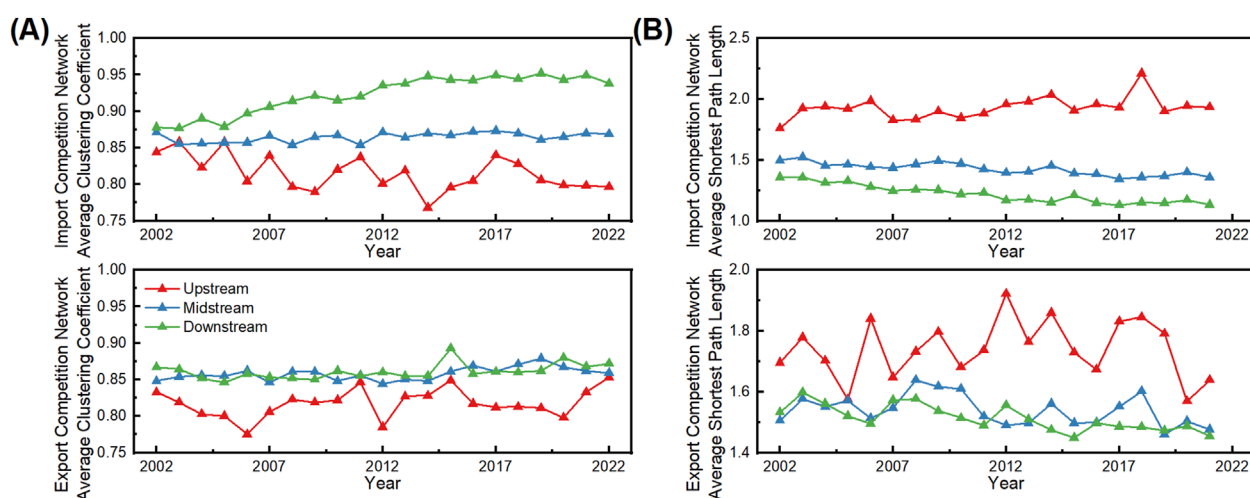 (A)
Import Competition Network
Average Clustering Coefficient
1.00
0.95
0.90
0.85
0.80
0.75
2002 2007 2012 2017 2022
Year
(B)
Import Competition Network
Average Shortest Path Length
2.5
2.0
1.5
1.0
2002 2007 2012 2017 2022
Year
Export Competition Network
Average Clustering Coefficient
1.00
0.95
0.90
0.85
0.80
0.75
Upstream
Midstream
Downstream
2002 2007 2012 2017 2022
Year
Export Competition Network
Average Shortest Path Length
2.0
1.8
1.6
1.4
2002 2007 2012 2017 2022
Year